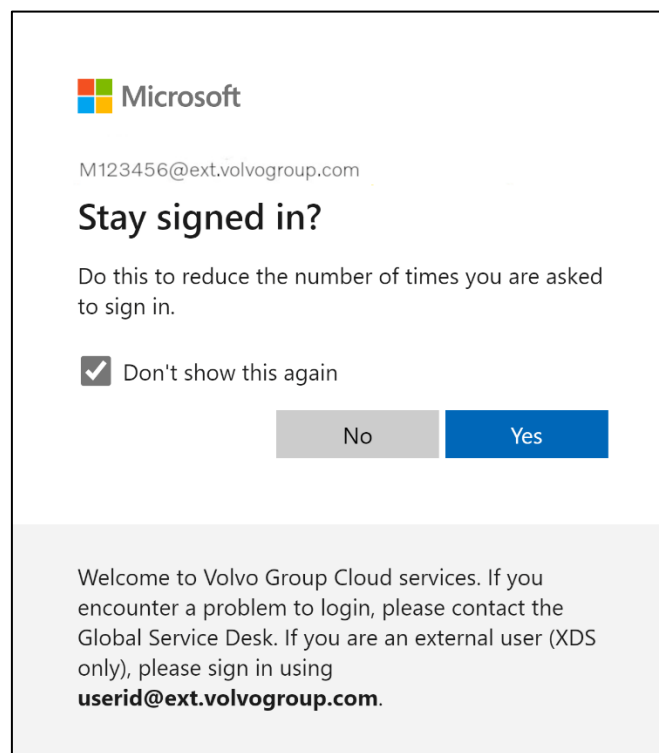 Microsoft
M123456@ext.volvogroup.com
Stay signed in?
Do this to reduce the number of times you are asked
to sign in.
Don't show this again
No
Yes
Welcome to Volvo Group Cloud services. If you
encounter a problem to login, please contact the
Global Service Desk. If you are an external user (XDS
only), please sign in using
userid@ext.volvogroup.com.